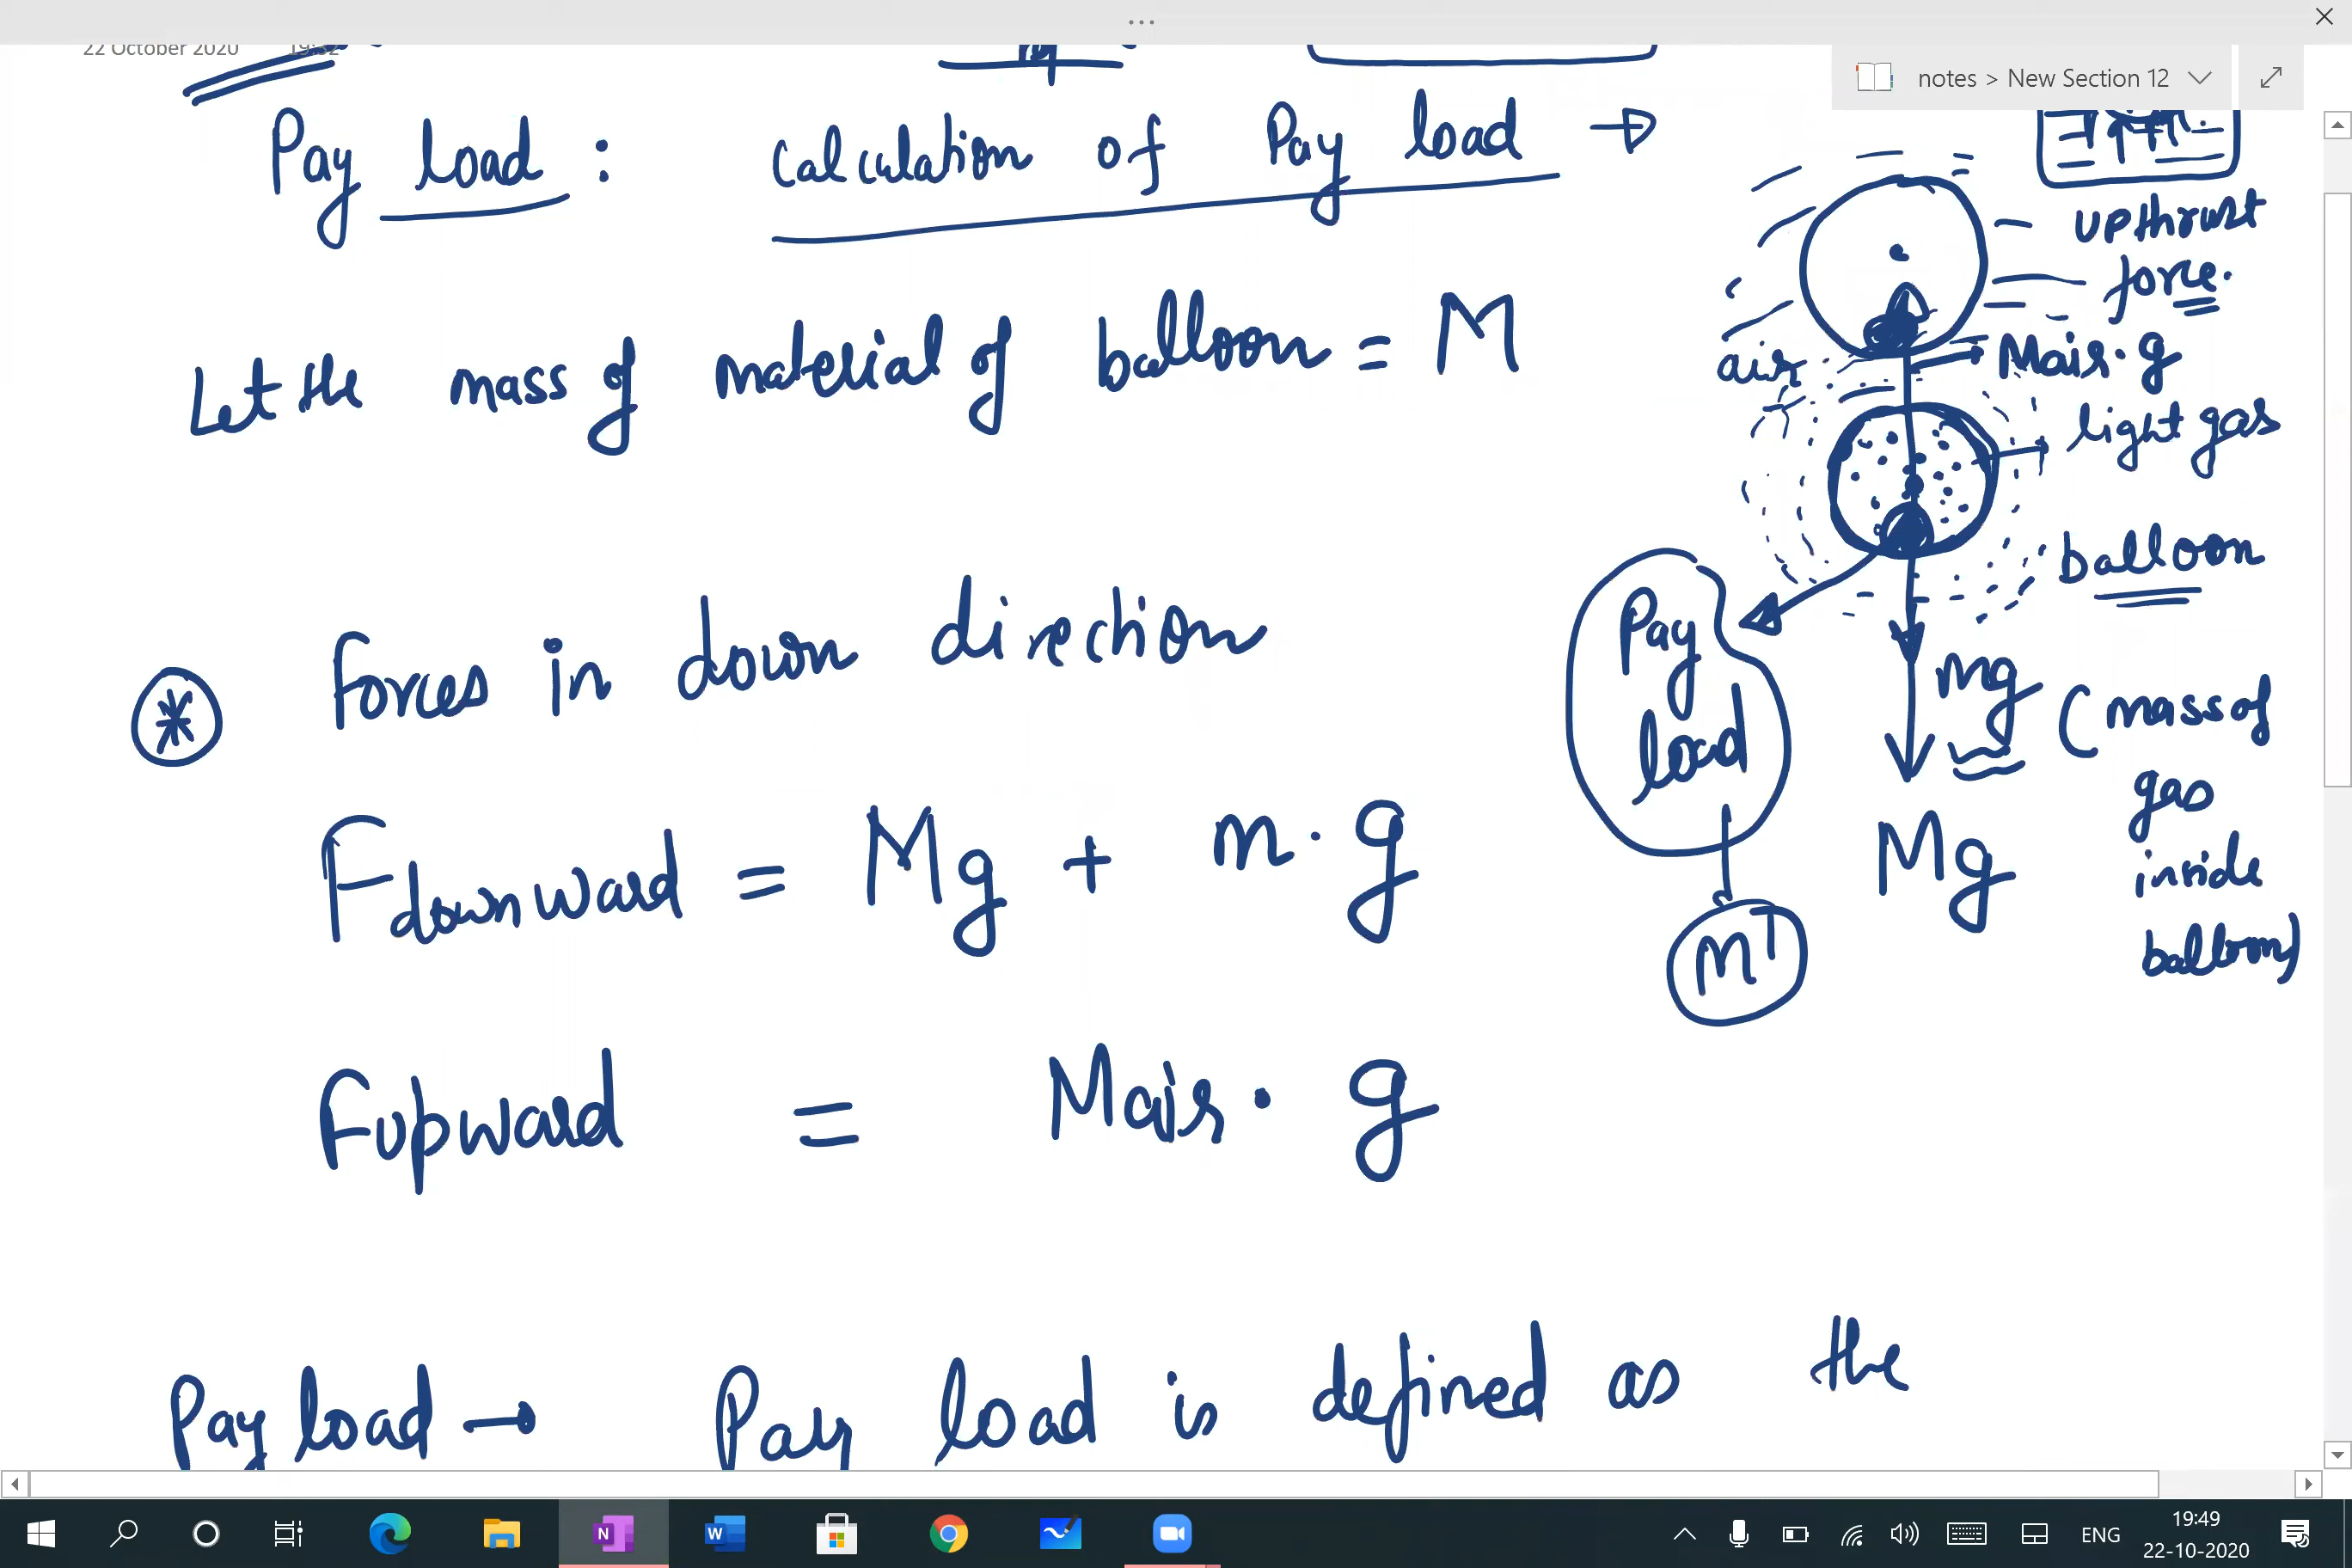 22 October 2020 19:32
notes > New Section 12
Pay load : Calculation of Pay load →
upthrust
force.
Let the mass of material of balloon = M
air
Mair.g
light gas
balloon
* forces in down direction
Pay
load
mg (mass of
gas
inside
balloon)
Mg
F downward = Mg + m.g
M'
Fupward = Mair. g
Pay load → Pay load is defined as the
N
W
ENG
19:49
22-10-2020